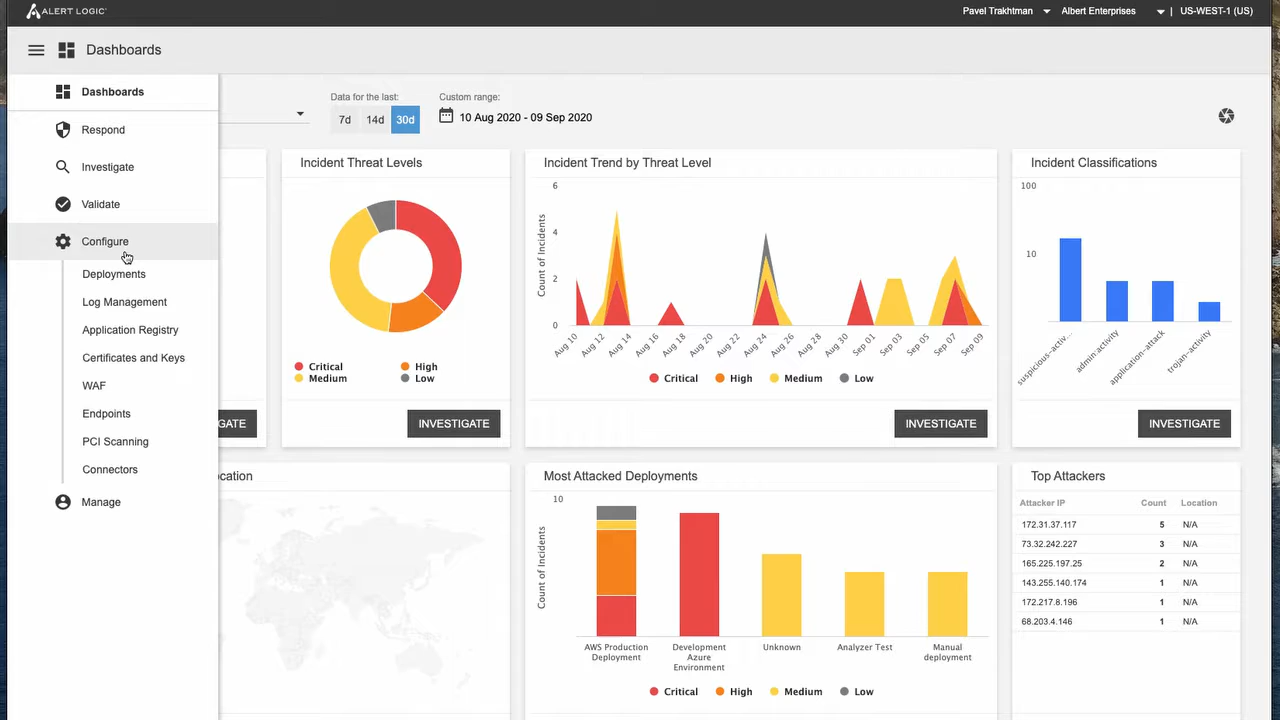 ALERT LOGIC
Pavel Trakhtman
Albert Enterprises
| US-WEST-1 (US)
Dashboards
Dashboards
Respond
Investigate
Validate
Configure
Deployments
Log Management
Application Registry
Certificates and Keys
WAF
Endpoints
PCI Scanning
Connectors
Manage
Data for the last:
7d 14d 30d
Custom range:
10 Aug 2020 - 09 Sep 2020
GATE
Incident Threat Levels
Critical High
Medium Low
INVESTIGATE
Incident Trend by Threat Level
Count of Incidents
6
4
2
0
Aug 10 Aug 12 Aug 14 Aug 16 Aug 18 Aug 20 Aug 22 Aug 24 Aug 26 Aug 28 Aug 30 Sep 01 Sep 03 Sep 05 Sep 07 Sep 09
Critical High Medium Low
INVESTIGATE
Incident Classifications
100
10
suspicious-activ... admin activity application-attack trojan-activity
INVESTIGATE
cation
Most Attacked Deployments
Count of Incidents
10
AWS Production Deployment
Development Azure Environment
Unknown
Analyzer Test
Manual deployment
Critical High Medium Low
Top Attackers
Attacker IP Count Location
172.31.37.117 5 N/A
73.32.242.227 3 N/A
165.225.197.25 2 N/A
143.255.140.174 1 N/A
172.217.8.196 1 N/A
68.203.4.146 1 N/A